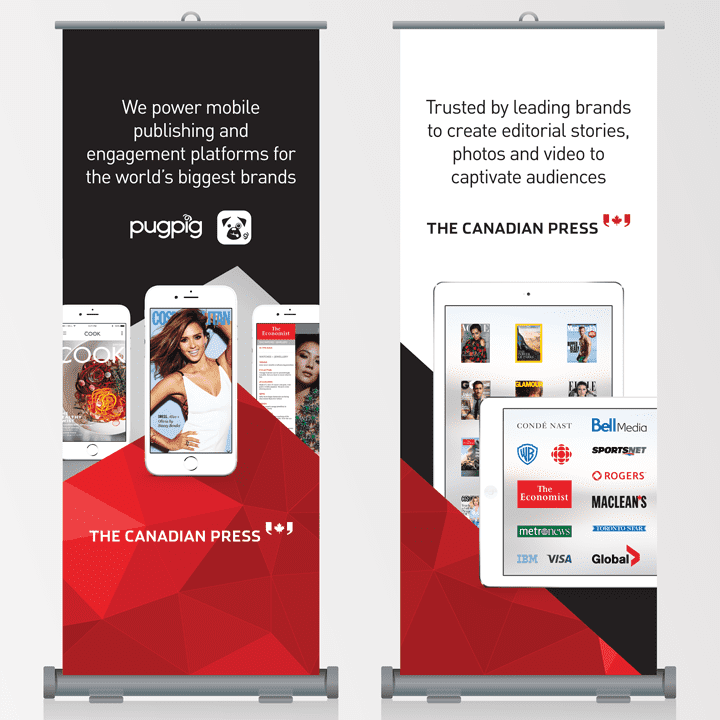 We power mobile
publishing and
engagement platforms for
the world's biggest brands
pugpig
COOK
COOK
COSMOPOLITAN
The
Economist
THE CANADIAN PRESS
Trusted by leading brands
to create editorial stories,
photos and video to
captivate audiences
THE CANADIAN PRESS
VOGUE
GLAMOUR
ELLE
CONDÉ NAST
Bell Media
WB
SPORTSNET
ROGERS
The
Economist
MACLEAN'S
metronews
TORONTO STAR
IBM
VISA
Global